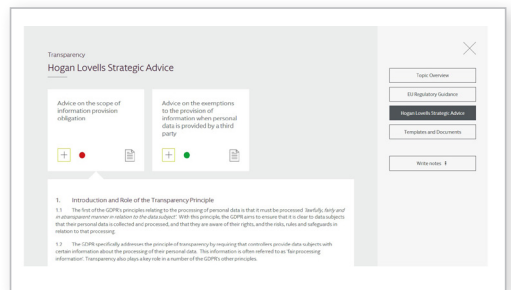 Transparency
Hogan Lovells Strategic Advice
Advice on the scope of
information provision
obligation
Advice on the exemptions
to the provision of
information when personal
data is provided by a third
party
1. Introduction and Role of the Transparency Principle
1.1 The first of the GDPR's principles relating to the processing of personal data is that it must be processed 'lawfully, fairly and
in a transparent manner in relation to the data subject'. With this principle, the GDPR aims to ensure that it is clear to data subjects
that their personal data is collected and processed, and that they are aware of their rights, and the risks, rules and safeguards in
relation to that processing.
1.2 The GDPR specifically addresses the principle of transparency by requiring that controllers provide data subjects with
certain information about the processing of their personal data. This information is often referred to as 'fair processing
information'. Transparency also plays a key role in a number of the GDPR's other principles.
Topic Overview
EU Regulatory Guidance
Hogan Lovells Strategic Advice
Templates and Documents
Write notes